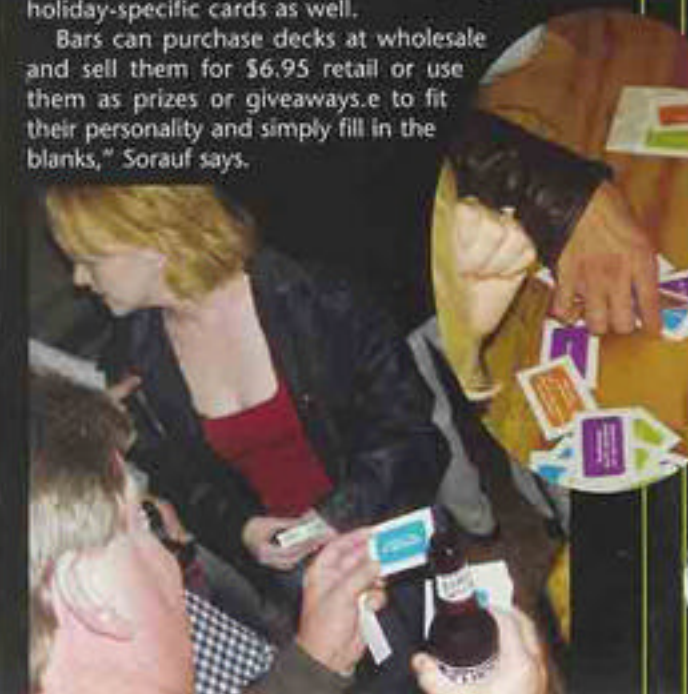 holiday-specific cards as well.
Bars can purchase decks at wholesale
and sell them for $6.95 retail or use
them as prizes or giveaways.e to fit
their personality and simply fill in the
blanks," Sorauf says.